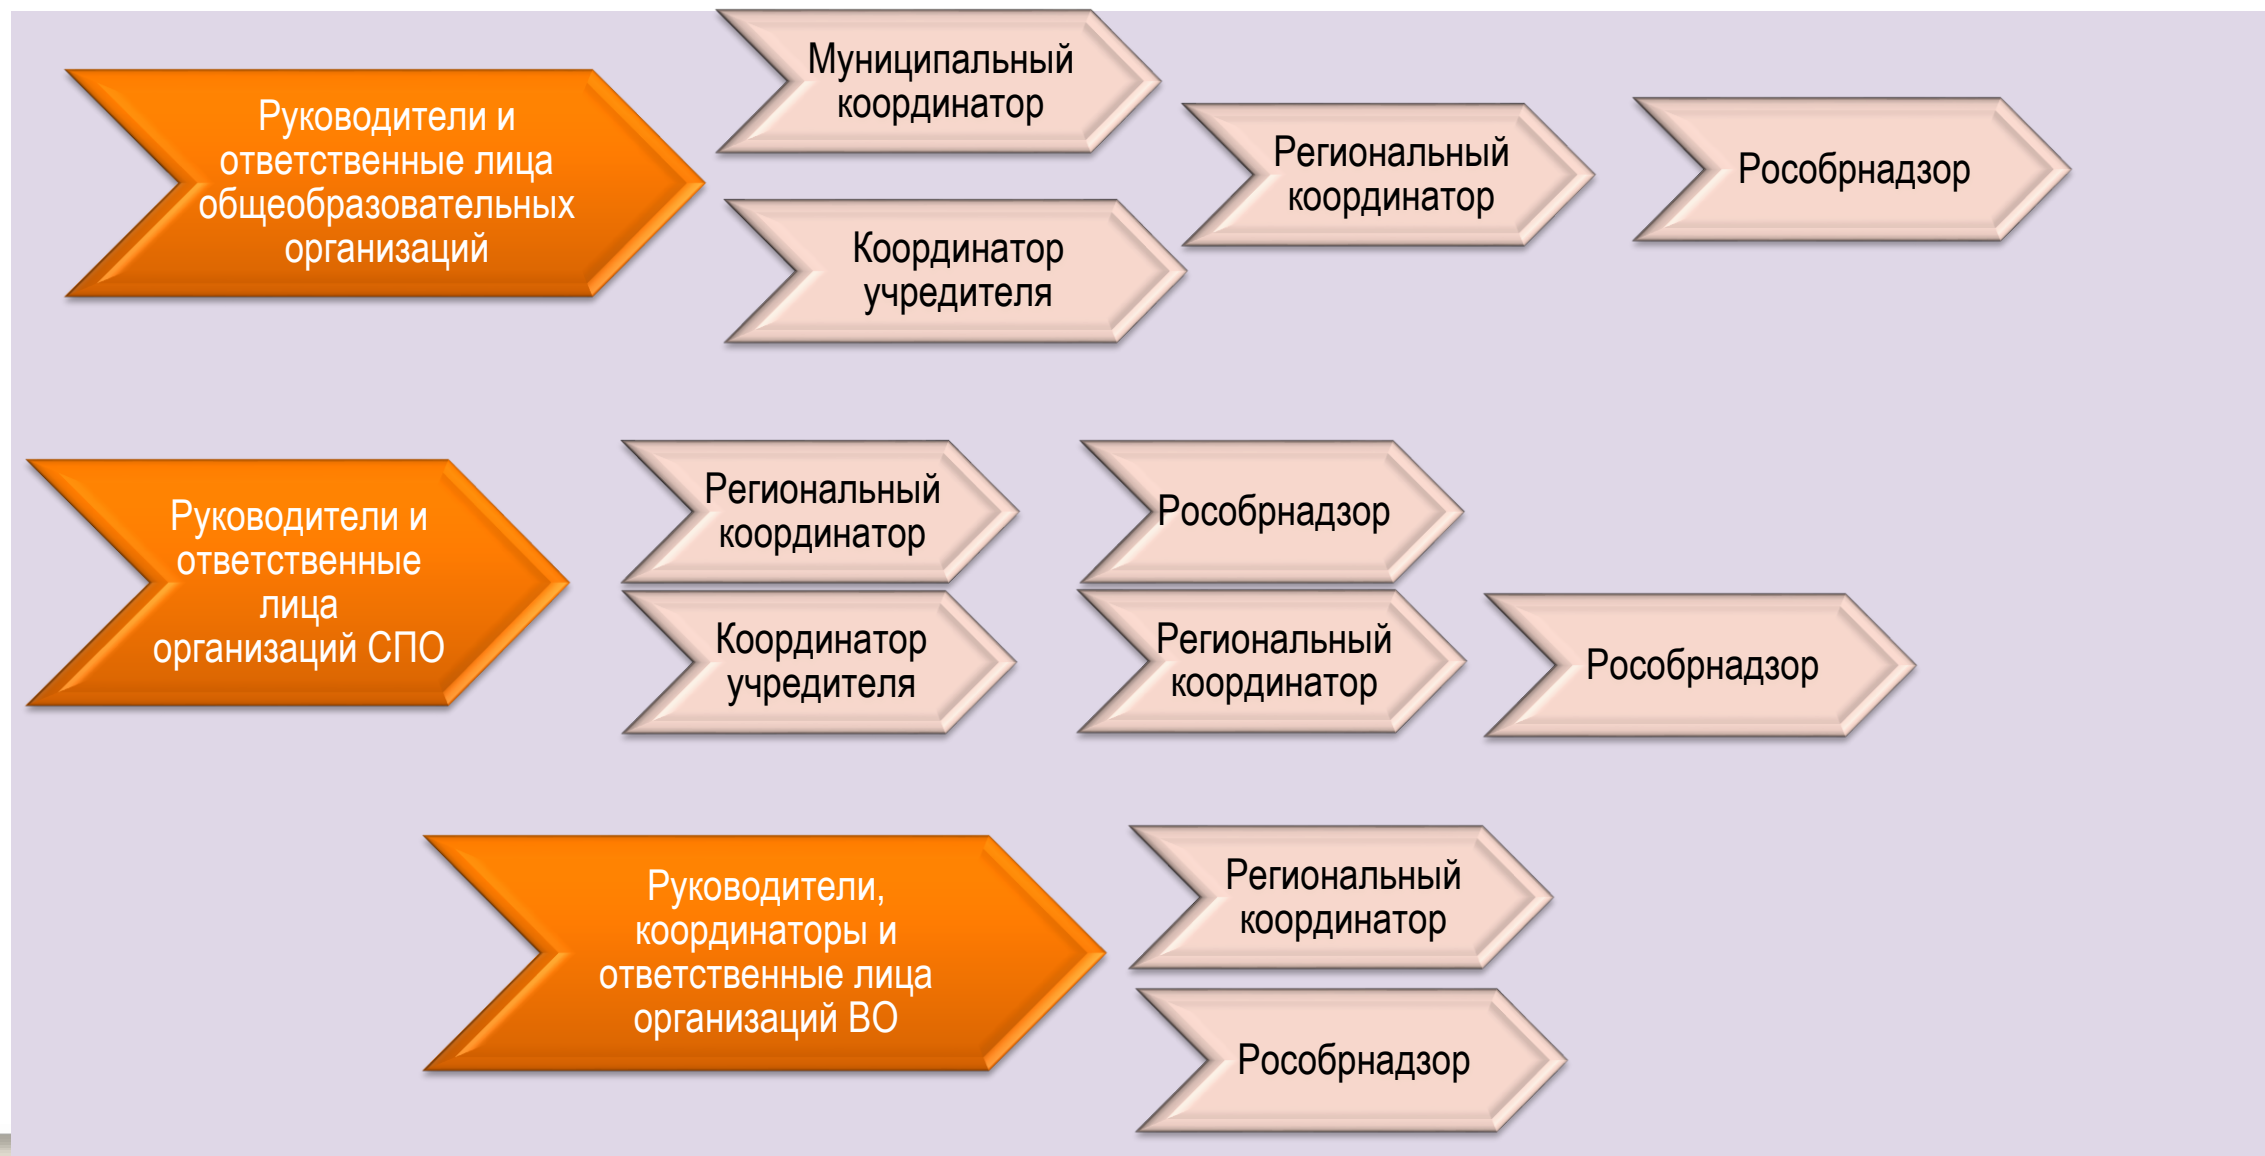 Руководители и
ответственные лица
общеобразовательных
организаций
Муниципальный
координатор
Координатор
учредителя
Региональный
координатор
Рособрнадзор
Руководители и
ответственные
лица
организаций СПО
Региональный
координатор
Рособрнадзор
Координатор
учредителя
Региональный
координатор
Рособрнадзор
Руководители,
координаторы и
ответственные лица
организаций ВО
Региональный
координатор
Рособрнадзор